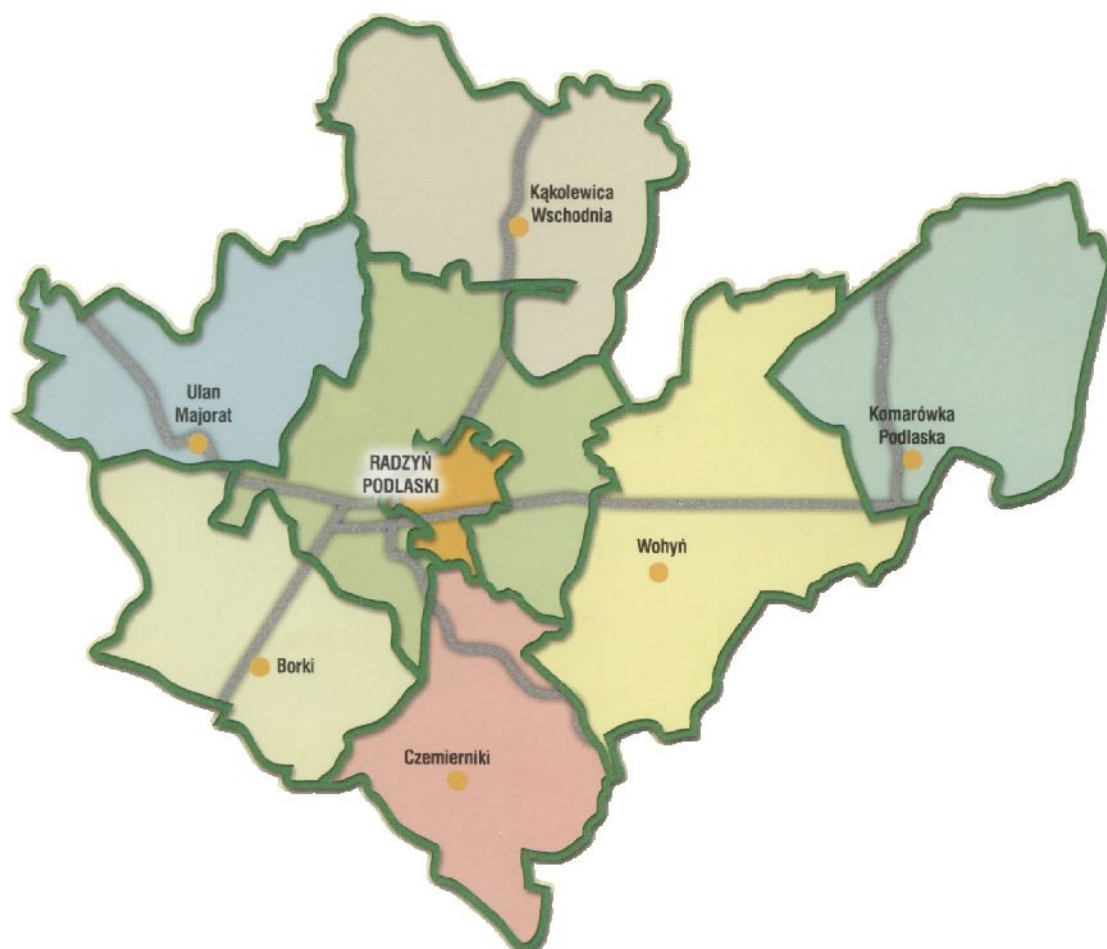 Kąkolewica
Wschodnia
Ulan
Majorat
Komarówka
Podlaska
RADZYŃ
PODLASKI
Wohyń
Borki
Czemierniki